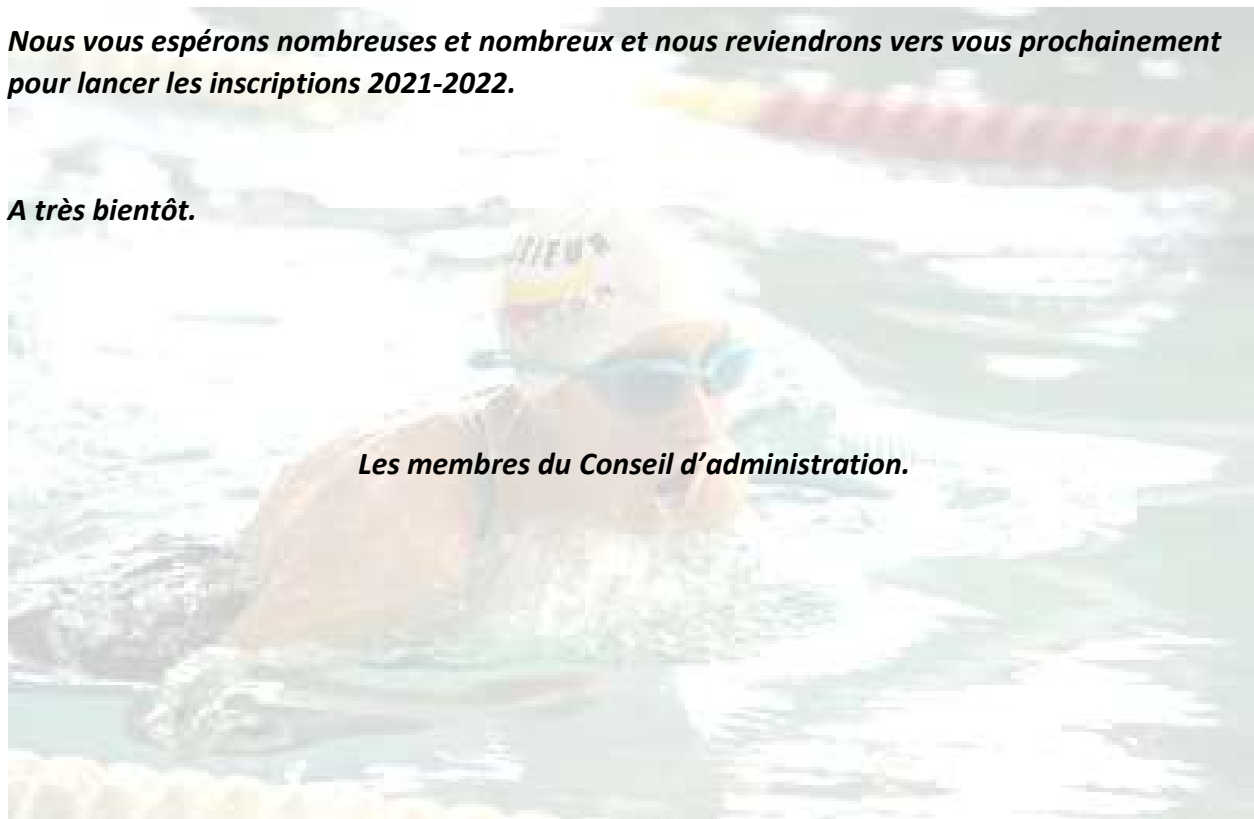 Nous vous espérons nombreuses et nombreux et nous reviendrons vers vous prochainement
pour lancer les inscriptions 2021-2022.
A très bientôt.
Les membres du Conseil d’administration.